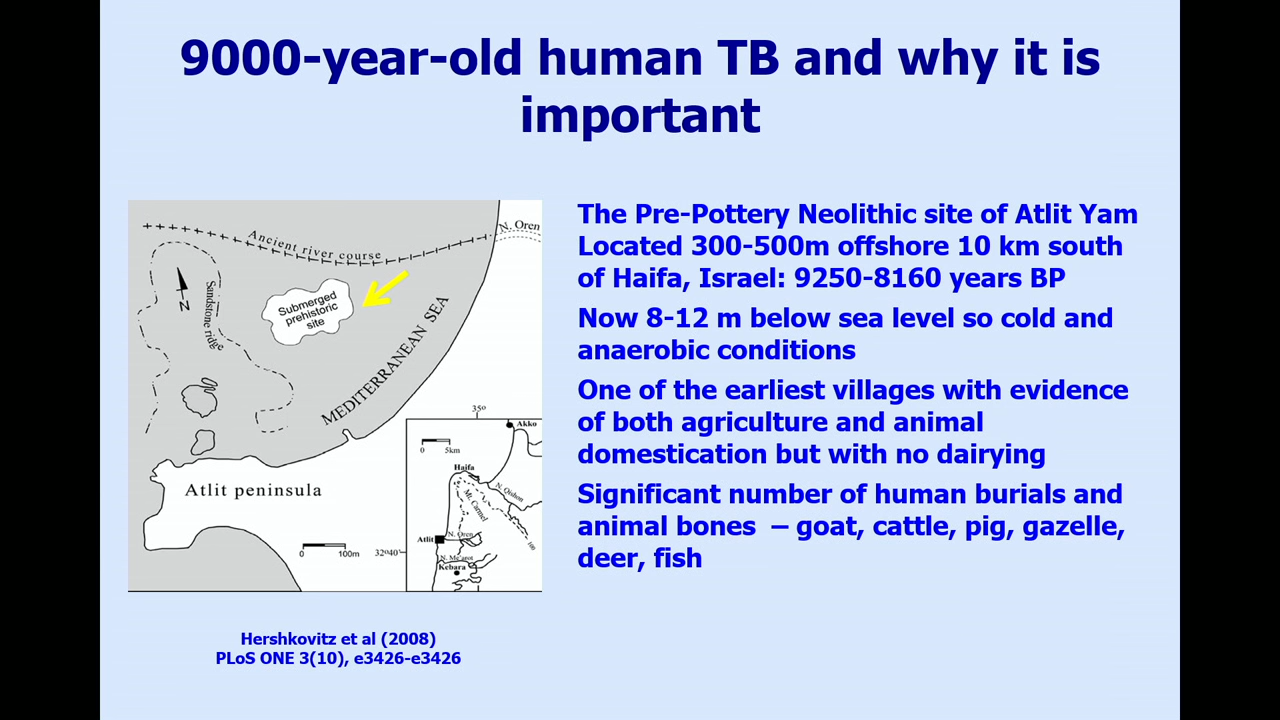 9000-year-old human TB and why it is
important
Ancient river course
N. Oren
N
Sandstone ridge
Submerged
prehistoric
site
MEDITERRANEAN SEA
Atlit peninsula
0 100m
35o
Akko
0 5km
Haifa
N. Qishon
Mt. Carmel
Atlit
N. Oren
32o40'
N. Me'arot
Kebara
100
The Pre-Pottery Neolithic site of Atlit Yam
Located 300-500m offshore 10 km south
of Haifa, Israel: 9250-8160 years BP
Now 8-12 m below sea level so cold and
anaerobic conditions
One of the earliest villages with evidence
of both agriculture and animal
domestication but with no dairying
Significant number of human burials and
animal bones – goat, cattle, pig, gazelle,
deer, fish
Hershkovitz et al (2008)
PLoS ONE 3(10), e3426-e3426